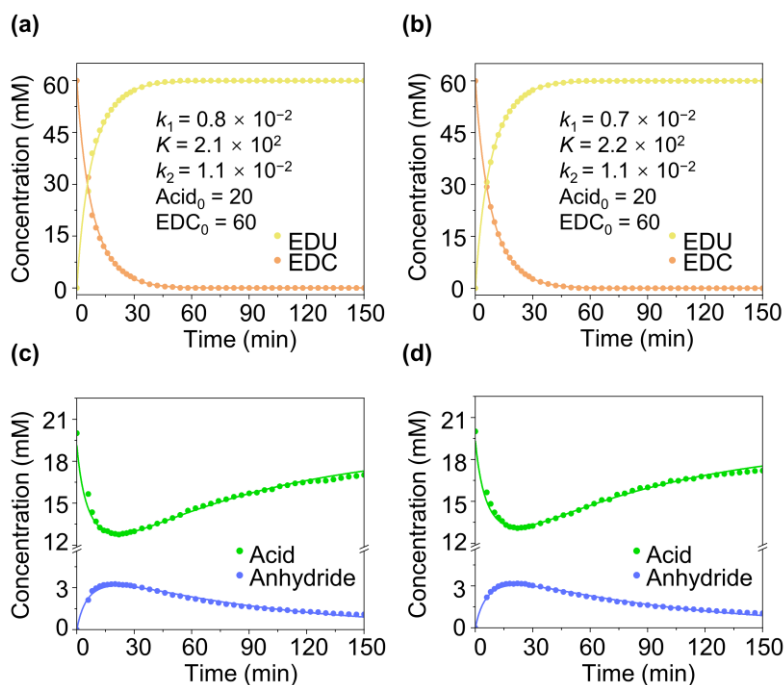 (a)
Concentration (mM)
60
45
30
15
0
k₁ = 0.8 × 10⁻²
K = 2.1 × 10²
k₂ = 1.1 × 10⁻²
Acid₀ = 20
EDC₀ = 60
EDU
EDC
0 30 60 90 120 150
Time (min)
(b)
Concentration (mM)
60
45
30
15
0
k₁ = 0.7 × 10⁻²
K = 2.2 × 10²
k₂ = 1.1 × 10⁻²
Acid₀ = 20
EDC₀ = 60
EDU
EDC
0 30 60 90 120 150
Time (min)
(c)
Concentration (mM)
21
18
15
12
3
0
Acid
Anhydride
0 30 60 90 120 150
Time (min)
(d)
Concentration (mM)
21
18
15
12
3
0
Acid
Anhydride
0 30 60 90 120 150
Time (min)